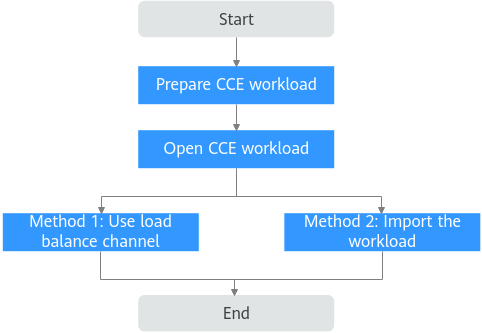 Start
Prepare CCE workload
Open CCE workload
Method 1: Use load
balance channel
Method 2: Import the
workload
End